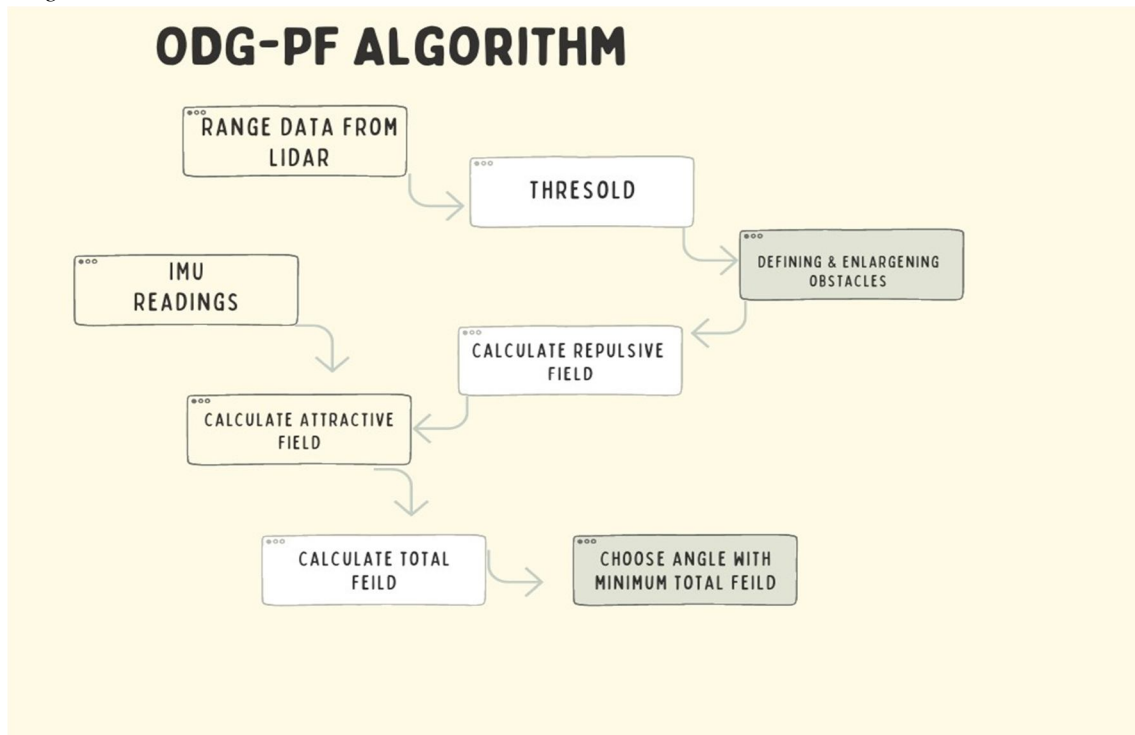 ODG-PF ALGORITHM
RANGE DATA FROM
LIDAR
THRESOLD
DEFINING & ENLARGENING
OBSTACLES
IMU
READINGS
CALCULATE REPULSIVE
FIELD
CALCULATE ATTRACTIVE
FIELD
CALCULATE TOTAL
FEILD
CHOOSE ANGLE WITH
MINIMUM TOTAL FEILD